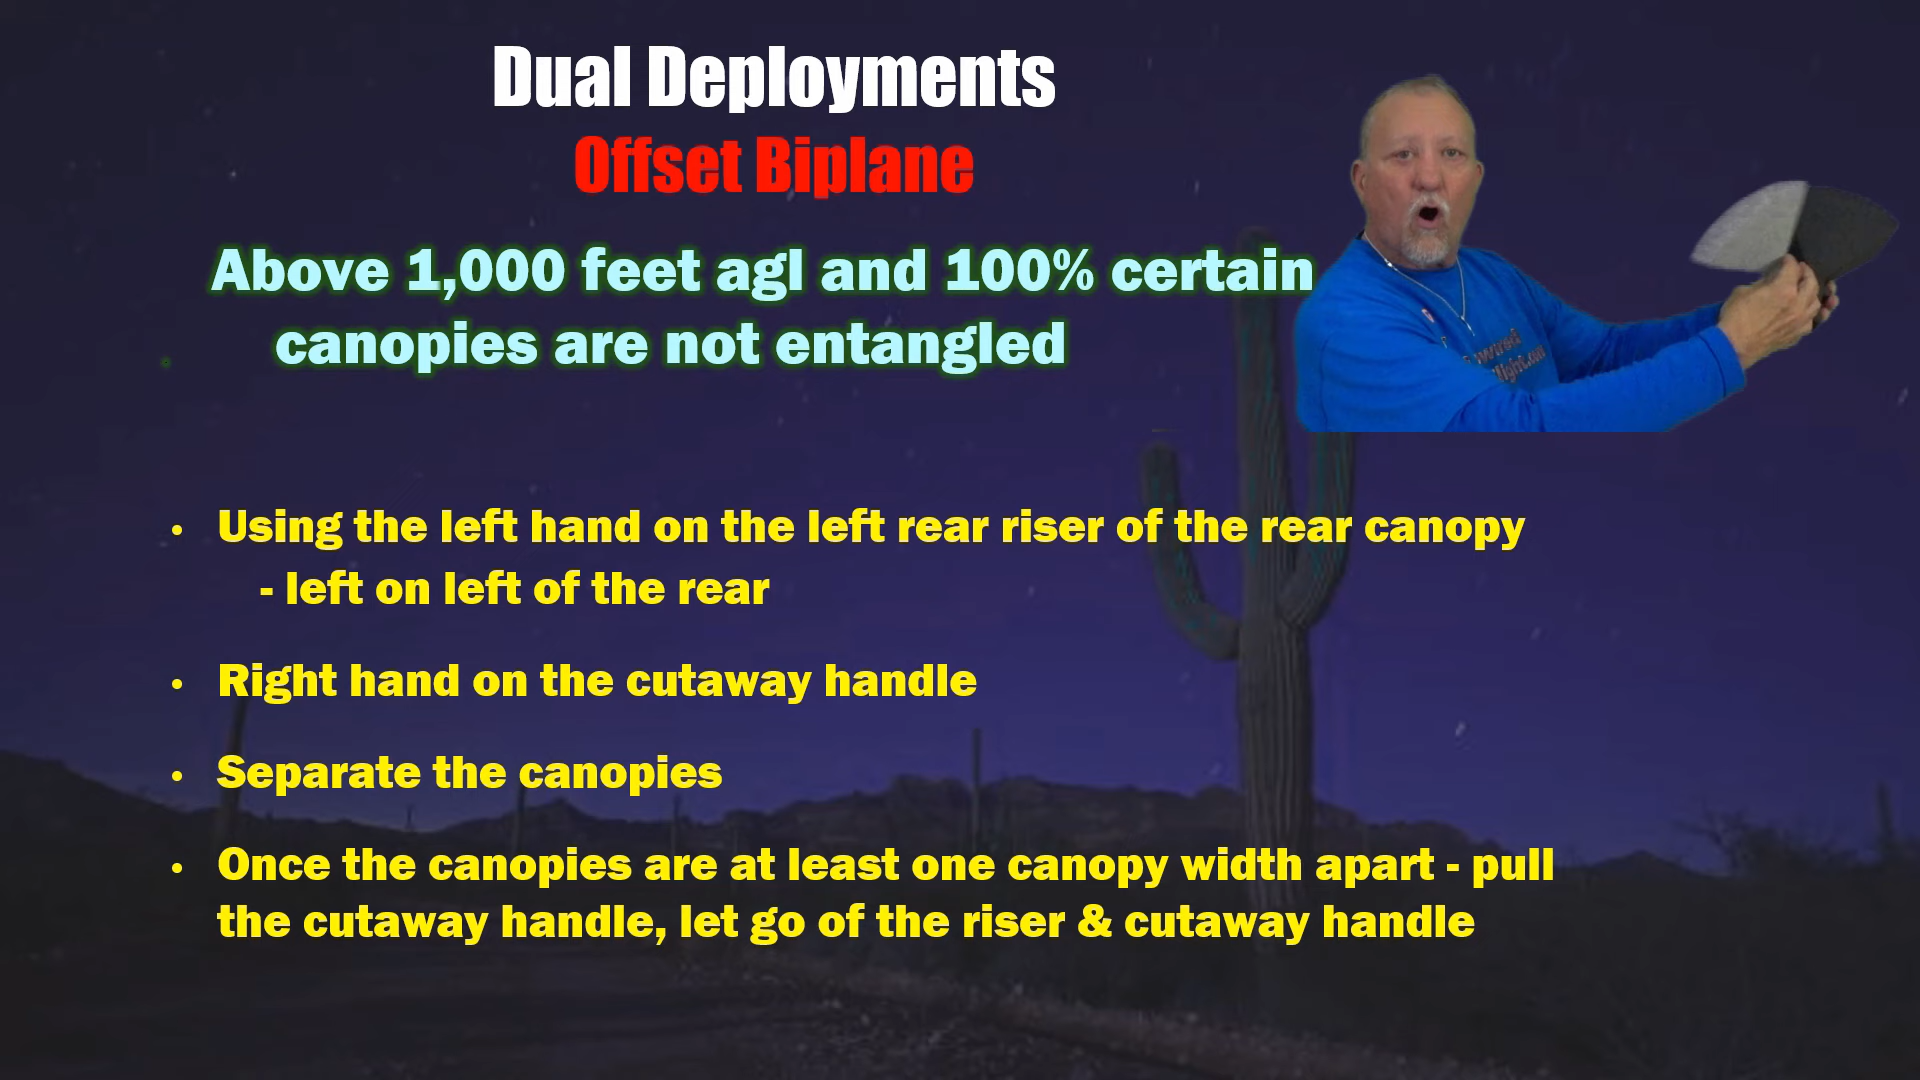 Dual Deployments
Offset Biplane
Above 1,000 feet agl and 100% certain
canopies are not entangled
• Using the left hand on the left rear riser of the rear canopy
- left on left of the rear
• Right hand on the cutaway handle
• Separate the canopies
• Once the canopies are at least one canopy width apart - pull
the cutaway handle, let go of the riser & cutaway handle